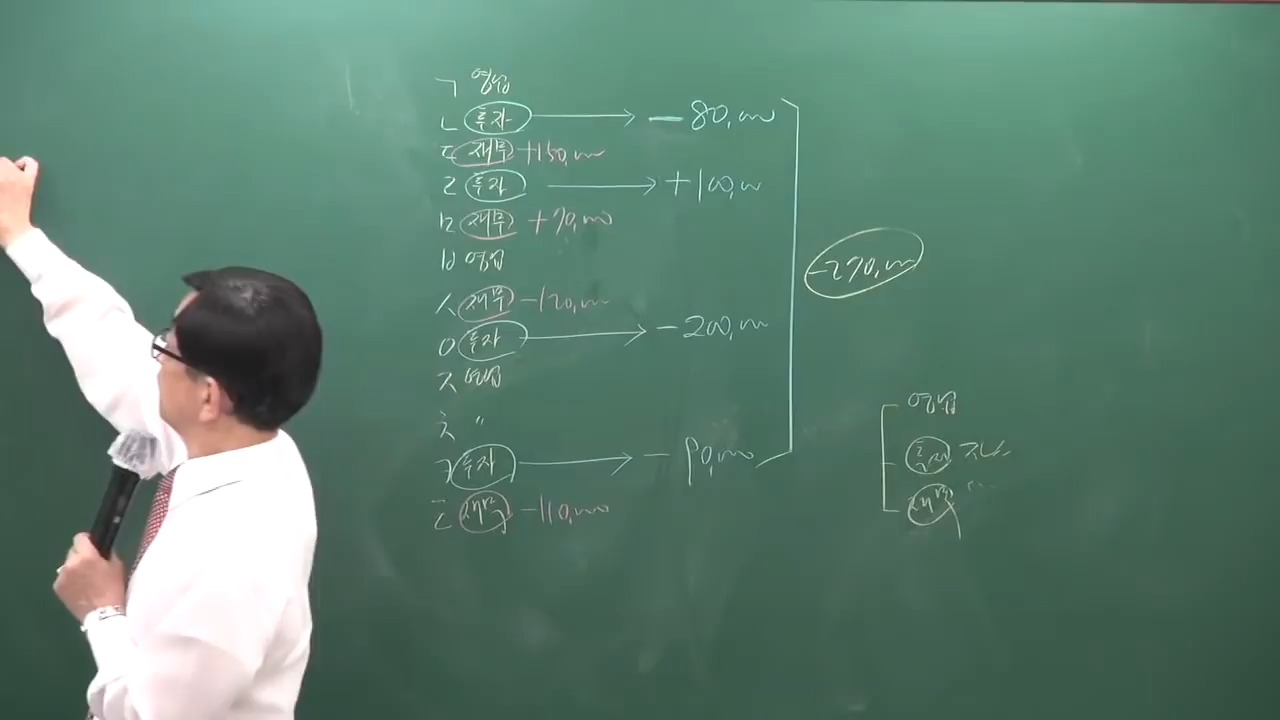 ㄱ 영업
ㄴ 투자 → -80,000
ㄷ 재무 +150,000
ㄹ 투자 → +100,000
ㅁ 재무 +70,000
ㅂ 영업
ㅅ 재무 -120,000
ㅇ 투자 → -200,000
ㅈ 영업
ㅊ 〃
ㅋ 투자 → -90,000
ㅌ 재무 -110,000
-270,000
영업
투자
재무